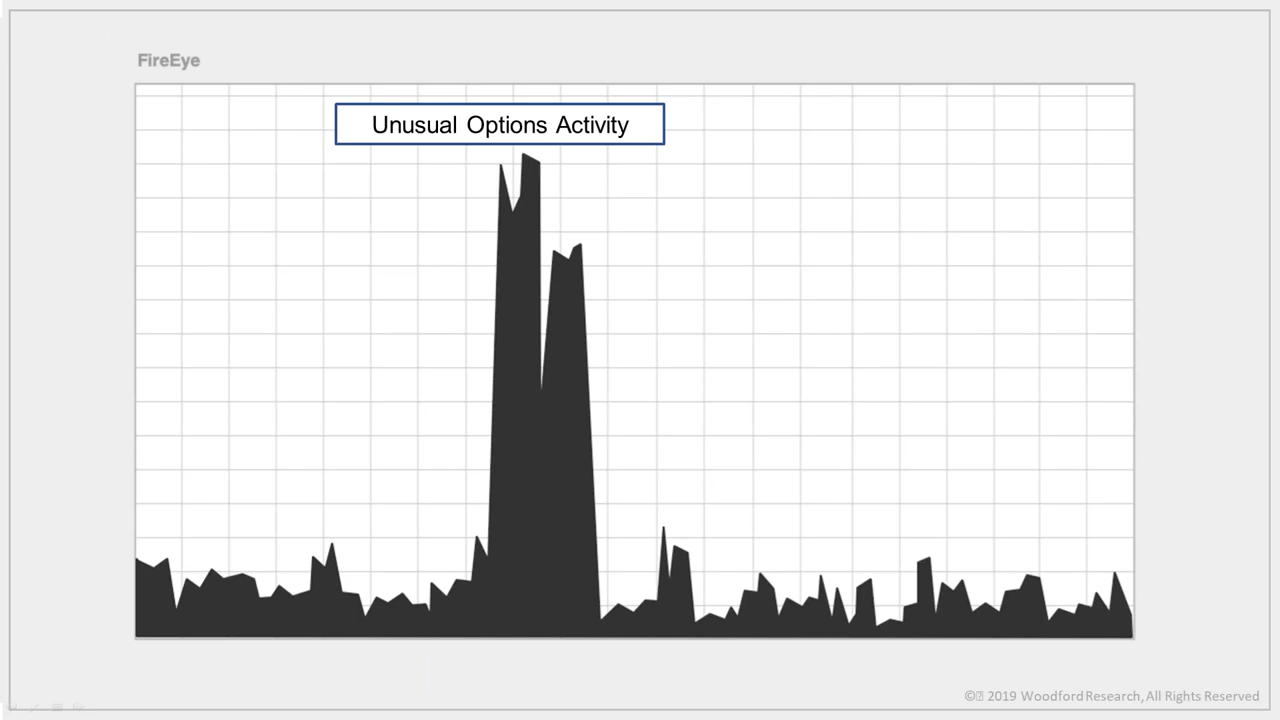 FireEye
Unusual Options Activity
© 2019 Woodford Research, All Rights Reserved